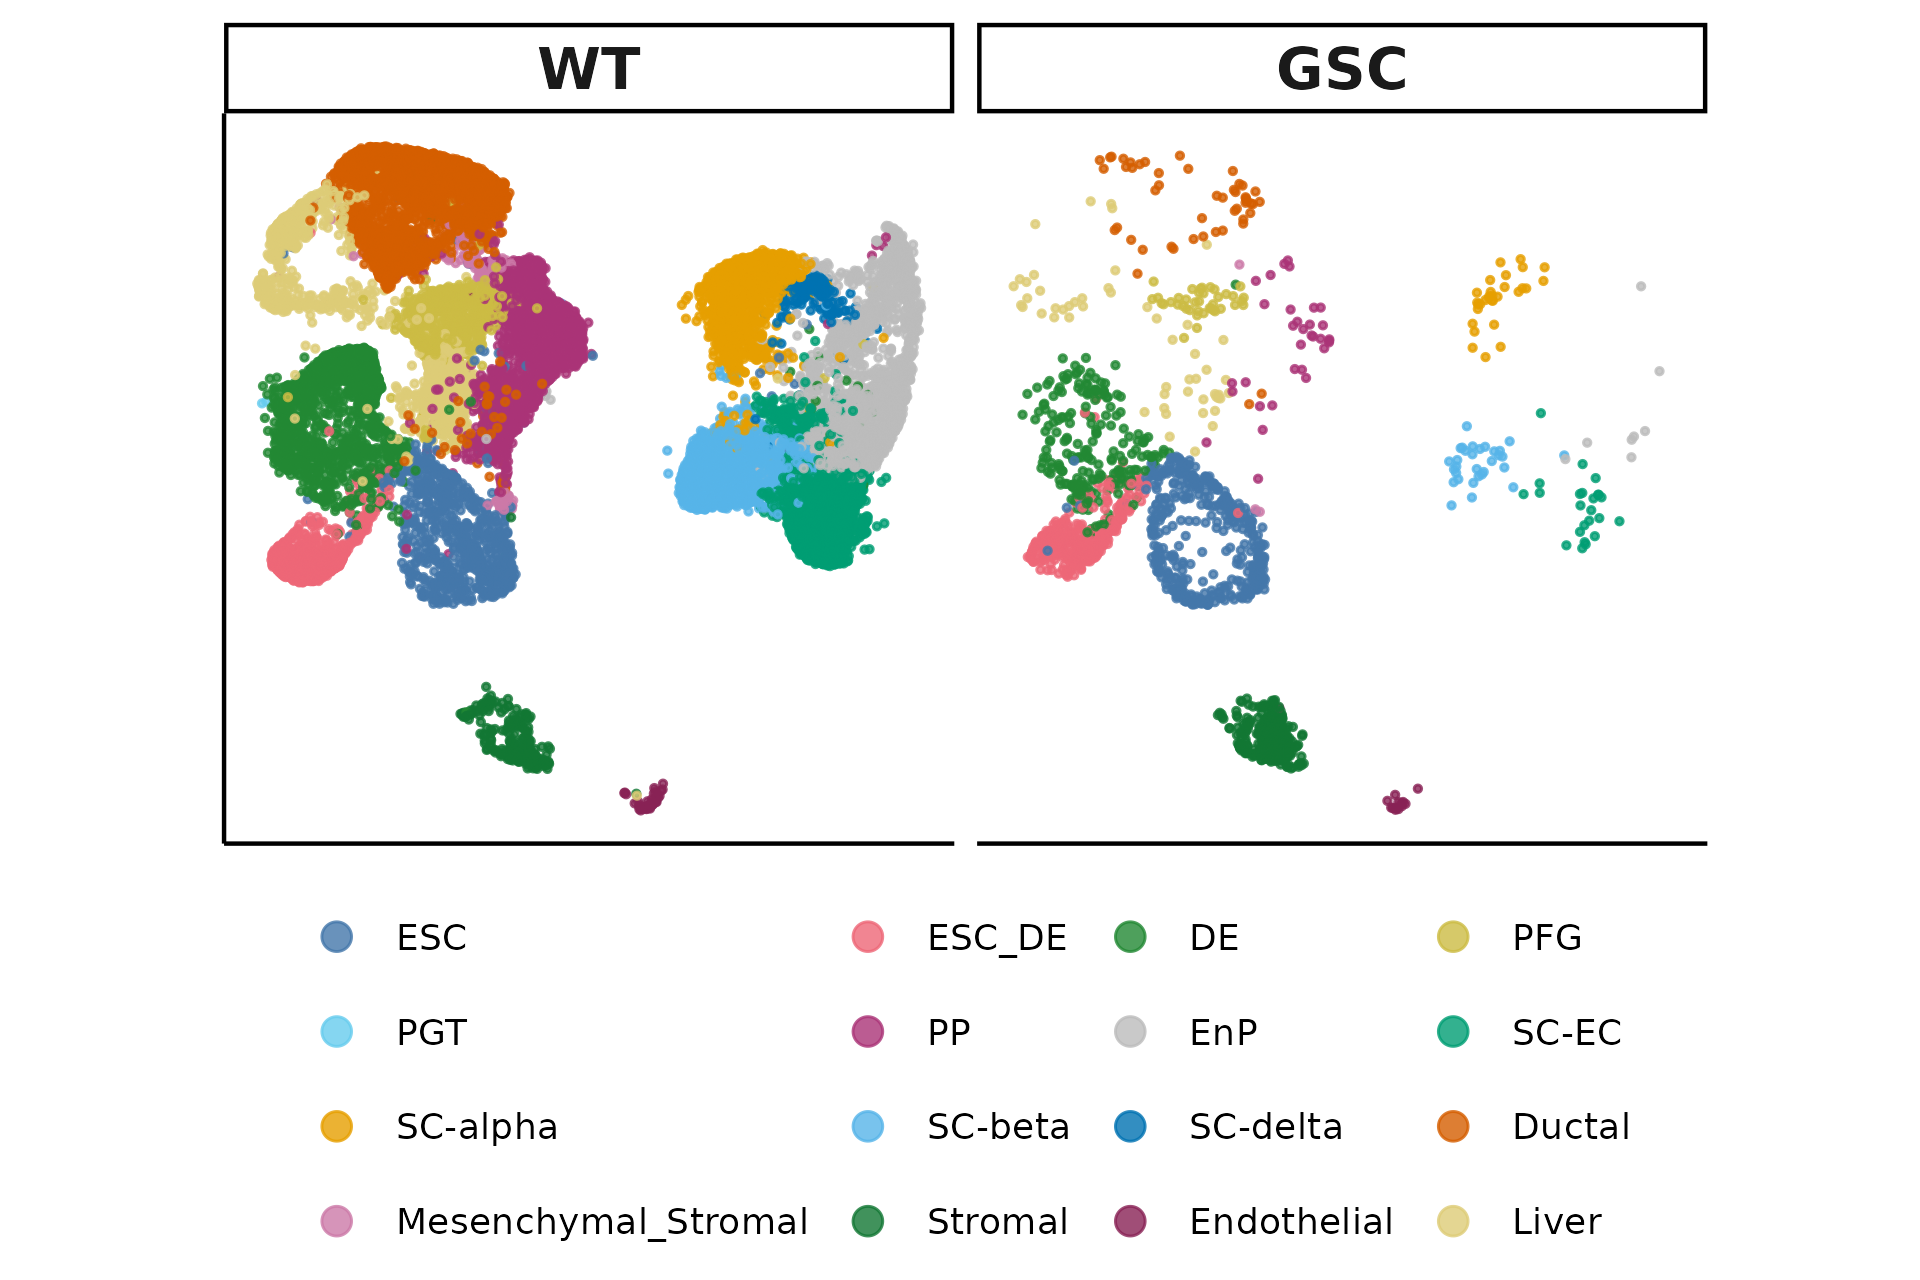 WT GSC
ESC ESC_DE DE PFG
PGT PP EnP SC-EC
SC-alpha SC-beta SC-delta Ductal
Mesenchymal_Stromal Stromal Endothelial Liver